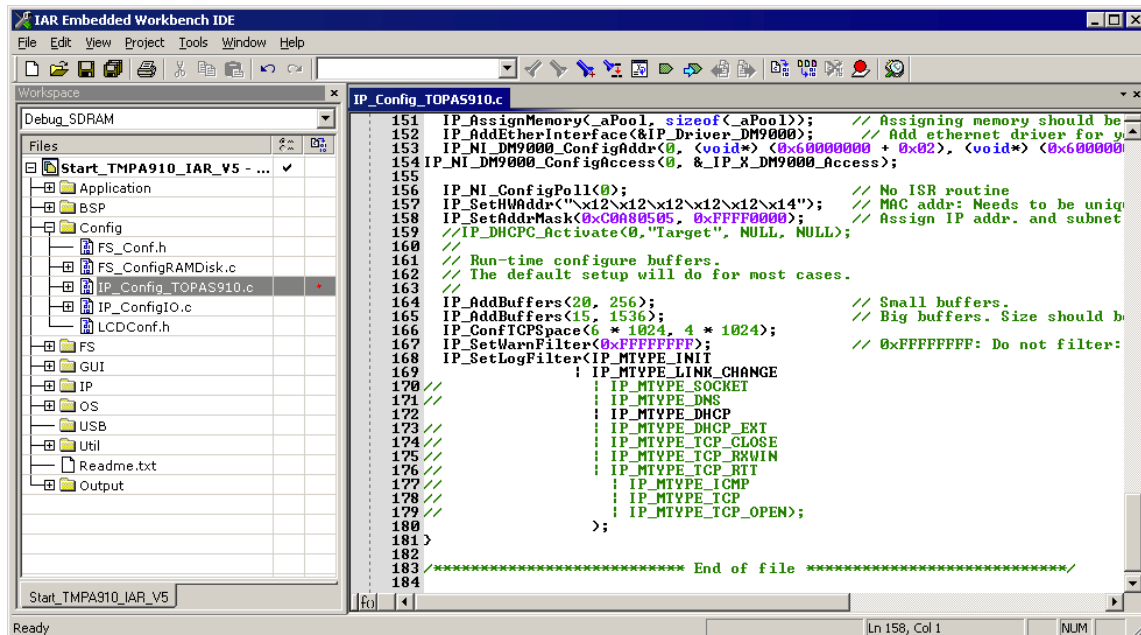 IAR Embedded Workbench IDE
File Edit View Project Tools Window Help
Workspace
Debug_SDRAM
Files
Start_TMPA910_IAR_V5 - ...
Application
BSP
Config
FS_Conf.h
FS_ConfigRAMDisk.c
IP_Config_TOPAS910.c
IP_ConfigIO.c
LCDConf.h
FS
GUI
IP
OS
USB
Util
Readme.txt
Output
Start_TMPA910_IAR_V5
IP_Config_TOPAS910.c
151 IP_AssignMemory(_aPool, sizeof(_aPool)); // Assigning memory should be
152 IP_AddEtherInterface(&IP_Driver_DM9000); // Add ethernet driver for y
153 IP_NI_DM9000_ConfigAddr(0, (void*) (0x60000000 + 0x02), (void*) (0x600000
154 IP_NI_DM9000_ConfigAccess(0, &_IP_X_DM9000_Access);
155
156 IP_NI_ConfigPoll(0); // No ISR routine
157 IP_SetHWAddr("\x12\x12\x12\x12\x12\x14"); // MAC addr: Needs to be uniq
158 IP_SetAddrMask(0xC0A80505, 0xFFFF0000); // Assign IP addr. and subnet
159 //IP_DHCPC_Activate(0,"Target", NULL, NULL);
160 //
161 // Run-time configure buffers.
162 // The default setup will do for most cases.
163 //
164 IP_AddBuffers(20, 256); // Small buffers.
165 IP_AddBuffers(15, 1536); // Big buffers. Size should b
166 IP_ConfTCPSpace(6 * 1024, 4 * 1024);
167 IP_SetWarnFilter(0xFFFFFFFF); // 0xFFFFFFFF: Do not filter:
168 IP_SetLogFilter(IP_MTYPE_INIT
169 | IP_MTYPE_LINK_CHANGE
170 // | IP_MTYPE_SOCKET
171 // | IP_MTYPE_DNS
172 | IP_MTYPE_DHCP
173 // | IP_MTYPE_DHCP_EXT
174 // | IP_MTYPE_TCP_CLOSE
175 // | IP_MTYPE_TCP_RXWIN
176 // | IP_MTYPE_TCP_RTT
177 // | IP_MTYPE_ICMP
178 // | IP_MTYPE_TCP
179 // | IP_MTYPE_TCP_OPEN);
180 );
181 }
182
183 /**************************** End of file *****************************/
184
Ready Ln 158, Col 1 NUM